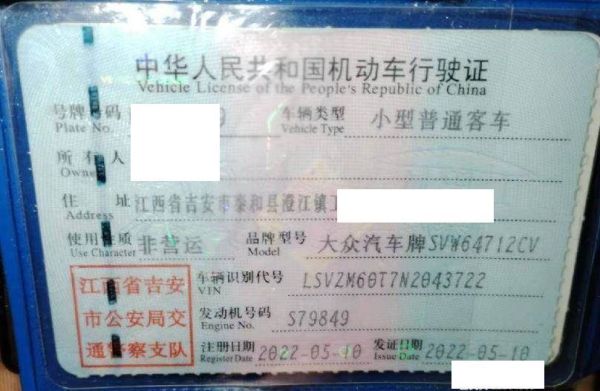 中华人民共和国机动车行驶证
Vehicle License of the People's Republic of China
号牌号码 车辆类型 小型普通客车
Plate No. Vehicle Type
所有人
Owner
住址 江西省吉安市泰和县澄江镇
Address
使用性质 非营运 品牌型号 大众汽车牌SVW64712CV
Use Character Model
江西省吉安 车辆识别代号 LSVZM60T7N2043722
VIN
市公安局交 发动机号码 S79849
Engine No.
通警察支队 注册日期 2022-05-10 发证日期 2022-05-10
Register Date Issue Date